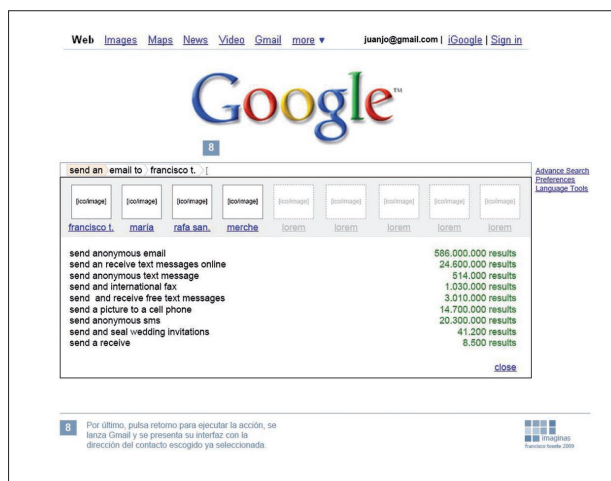 Web Images Maps News Video Gmail more ▼ juanjo@gmail.com | iGoogle | Sign in
Google™
8
send an email to francisco t. [
Advance Search
Preferences
Language Tools
[ico/image] [ico/image] [ico/image] [ico/image] [ico/image] [ico/image] [ico/image] [ico/image] [ico/image]
francisco t. maría rafa san. merche lorem lorem lorem lorem lorem
send anonymous email 586.000.000 results
send an receive text messages online 24.600.000 results
send anonymous text message 514.000 results
send and international fax 1.030.000 results
send and receive free text messages 3.010.000 results
send a picture to a cell phone 14.700.000 results
send anonymous sms 20.300.000 results
send and seal wedding invitations 41.200 results
send a receive 8.500 results
close
8 Por último, pulsa retorno para ejecutar la acción, se
lanza Gmail y se presenta su interfaz con la
dirección del contacto escogido ya seleccionada.
imaginas